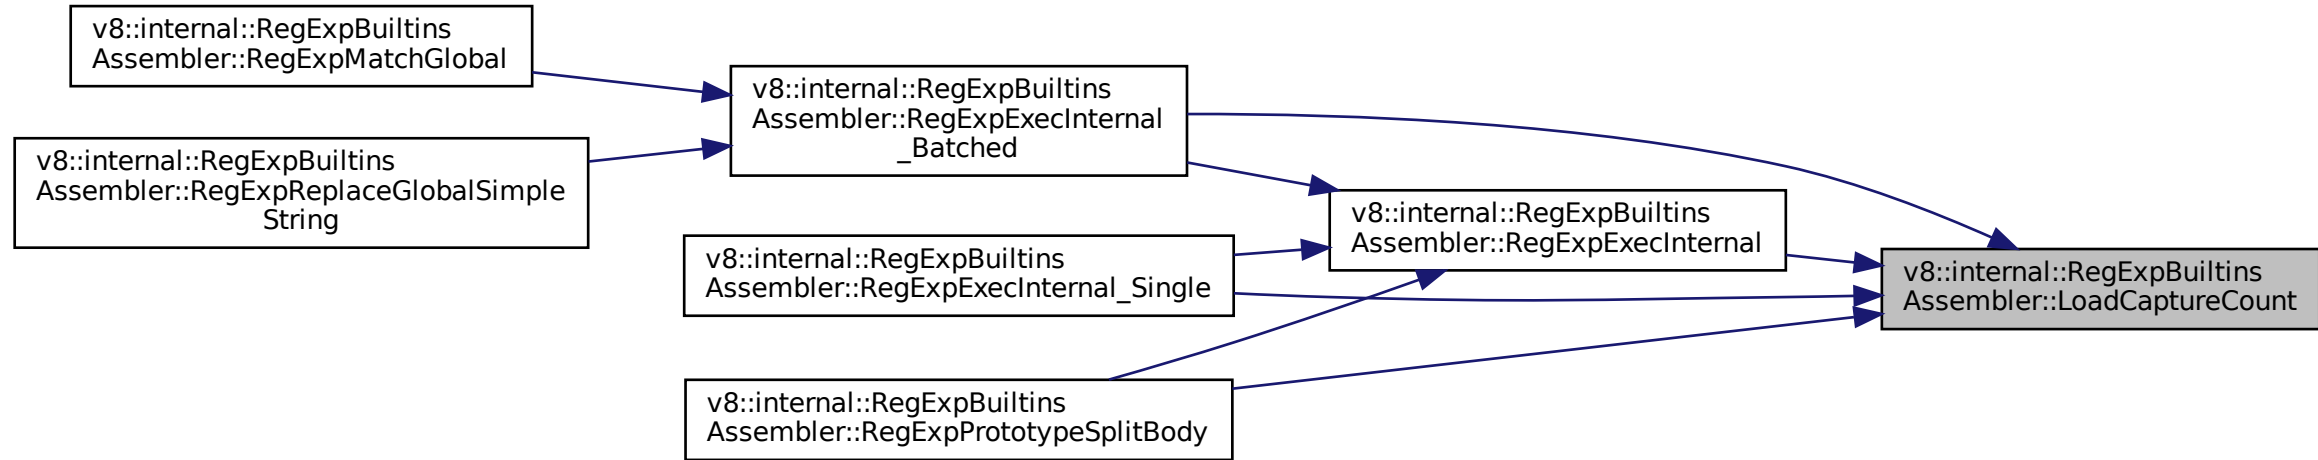 v8::internal::RegExpBuiltins
Assembler::RegExpMatchGlobal
v8::internal::RegExpBuiltins
Assembler::RegExpReplaceGlobalSimple
String
v8::internal::RegExpBuiltins
Assembler::RegExpExecInternal
_Batched
v8::internal::RegExpBuiltins
Assembler::RegExpExecInternal_Single
v8::internal::RegExpBuiltins
Assembler::RegExpPrototypeSplitBody
v8::internal::RegExpBuiltins
Assembler::RegExpExecInternal
v8::internal::RegExpBuiltins
Assembler::LoadCaptureCount